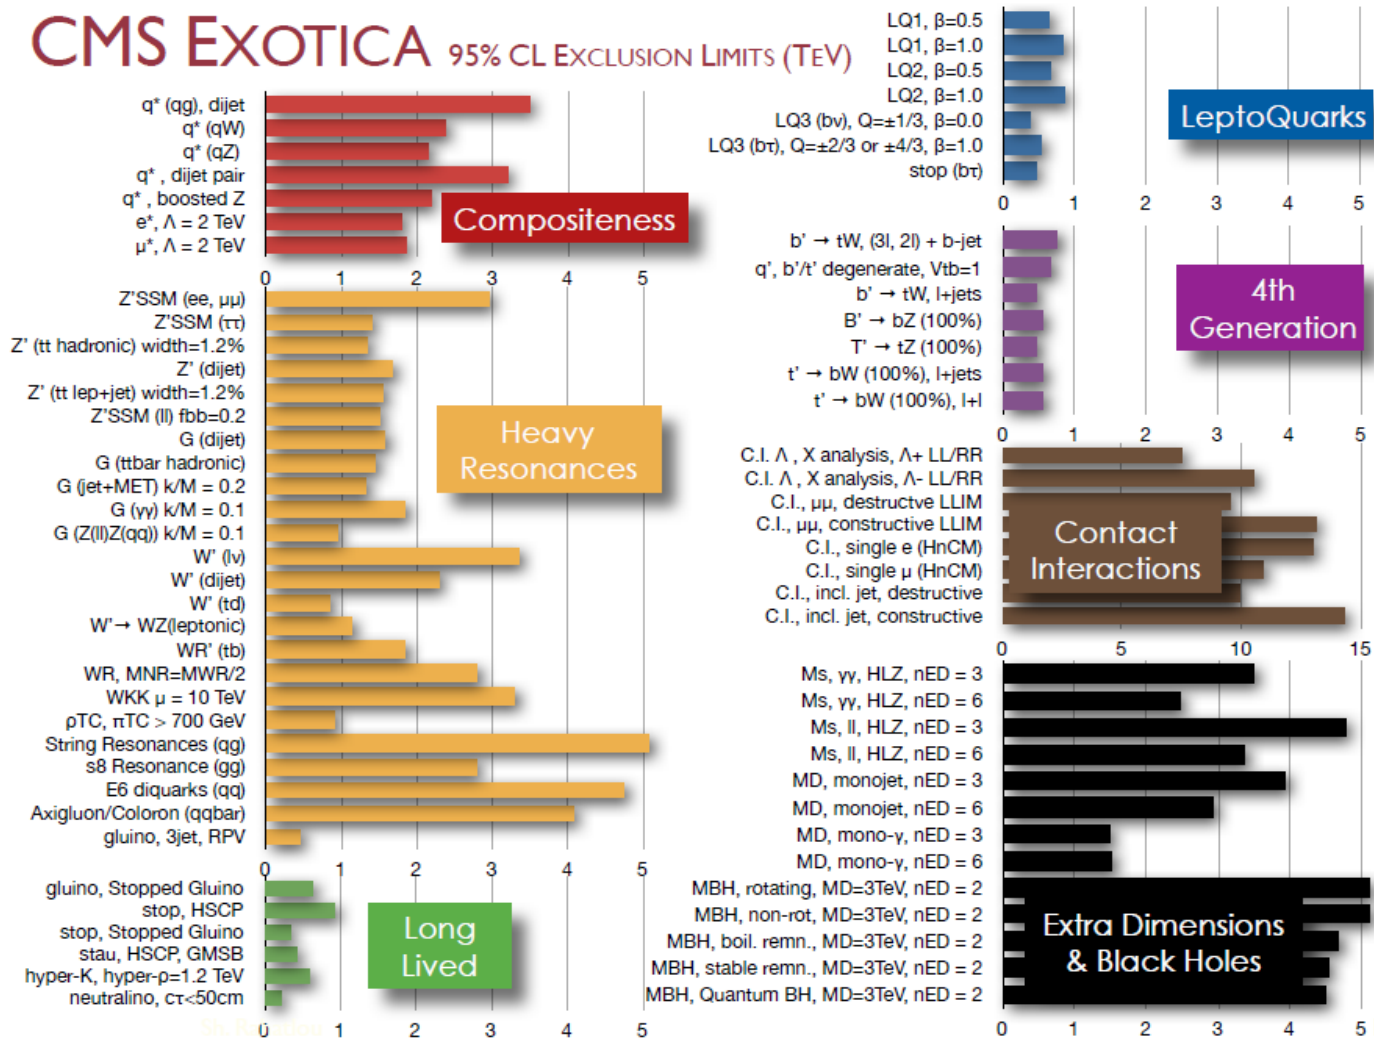 CMS EXOTICA 95% CL EXCLUSION LIMITS (TEV)
q* (qg), dijet
q* (qW)
q* (qZ)
q* , dijet pair
q* , boosted Z
e*, Λ = 2 TeV
μ*, Λ = 2 TeV
Compositeness
0 1 2 3 4 5
Z'SSM (ee, μμ)
Z'SSM (ττ)
Z' (tt hadronic) width=1.2%
Z' (dijet)
Z' (tt lep+jet) width=1.2%
Z'SSM (ll) fbb=0.2
G (dijet)
G (ttbar hadronic)
G (jet+MET) k/M = 0.2
G (γγ) k/M = 0.1
G (Z(ll)Z(qq)) k/M = 0.1
W' (lν)
W' (dijet)
W' (td)
W'→ WZ(leptonic)
WR' (tb)
WR, MNR=MWR/2
WKK μ = 10 TeV
ρTC, πTC > 700 GeV
String Resonances (qg)
s8 Resonance (gg)
E6 diquarks (qq)
Axigluon/Coloron (qqbar)
gluino, 3jet, RPV
Heavy
Resonances
0 1 2 3 4 5
gluino, Stopped Gluino
stop, HSCP
stop, Stopped Gluino
stau, HSCP, GMSB
hyper-K, hyper-ρ=1.2 TeV
neutralino, cτ<50cm
Long
Lived
0 1 2 3 4 5
LQ1, β=0.5
LQ1, β=1.0
LQ2, β=0.5
LQ2, β=1.0
LQ3 (bν), Q=±1/3, β=0.0
LQ3 (bτ), Q=±2/3 or ±4/3, β=1.0
stop (bτ)
LeptoQuarks
0 1 2 3 4 5
b' → tW, (3l, 2l) + b-jet
q', b'/t' degenerate, Vtb=1
b' → tW, l+jets
B' → bZ (100%)
T' → tZ (100%)
t' → bW (100%), l+jets
t' → bW (100%), l+l
4th
Generation
0 1 2 3 4 5
C.I. Λ , X analysis, Λ+ LL/RR
C.I. Λ , X analysis, Λ- LL/RR
C.I., μμ, destructve LLIM
C.I., μμ, constructve LLIM
C.I., single e (HnCM)
C.I., single μ (HnCM)
C.I., incl. jet, destructive
C.I., incl. jet, constructive
Contact
Interactions
0 5 10 15
Ms, γγ, HLZ, nED = 3
Ms, γγ, HLZ, nED = 6
Ms, ll, HLZ, nED = 3
Ms, ll, HLZ, nED = 6
MD, monojet, nED = 3
MD, monojet, nED = 6
MD, mono-γ, nED = 3
MD, mono-γ, nED = 6
MBH, rotating, MD=3TeV, nED = 2
MBH, non-rot, MD=3TeV, nED = 2
MBH, boil. remn., MD=3TeV, nED = 2
MBH, stable remn., MD=3TeV, nED = 2
MBH, Quantum BH, MD=3TeV, nED = 2
Extra Dimensions
& Black Holes
0 1 2 3 4 5